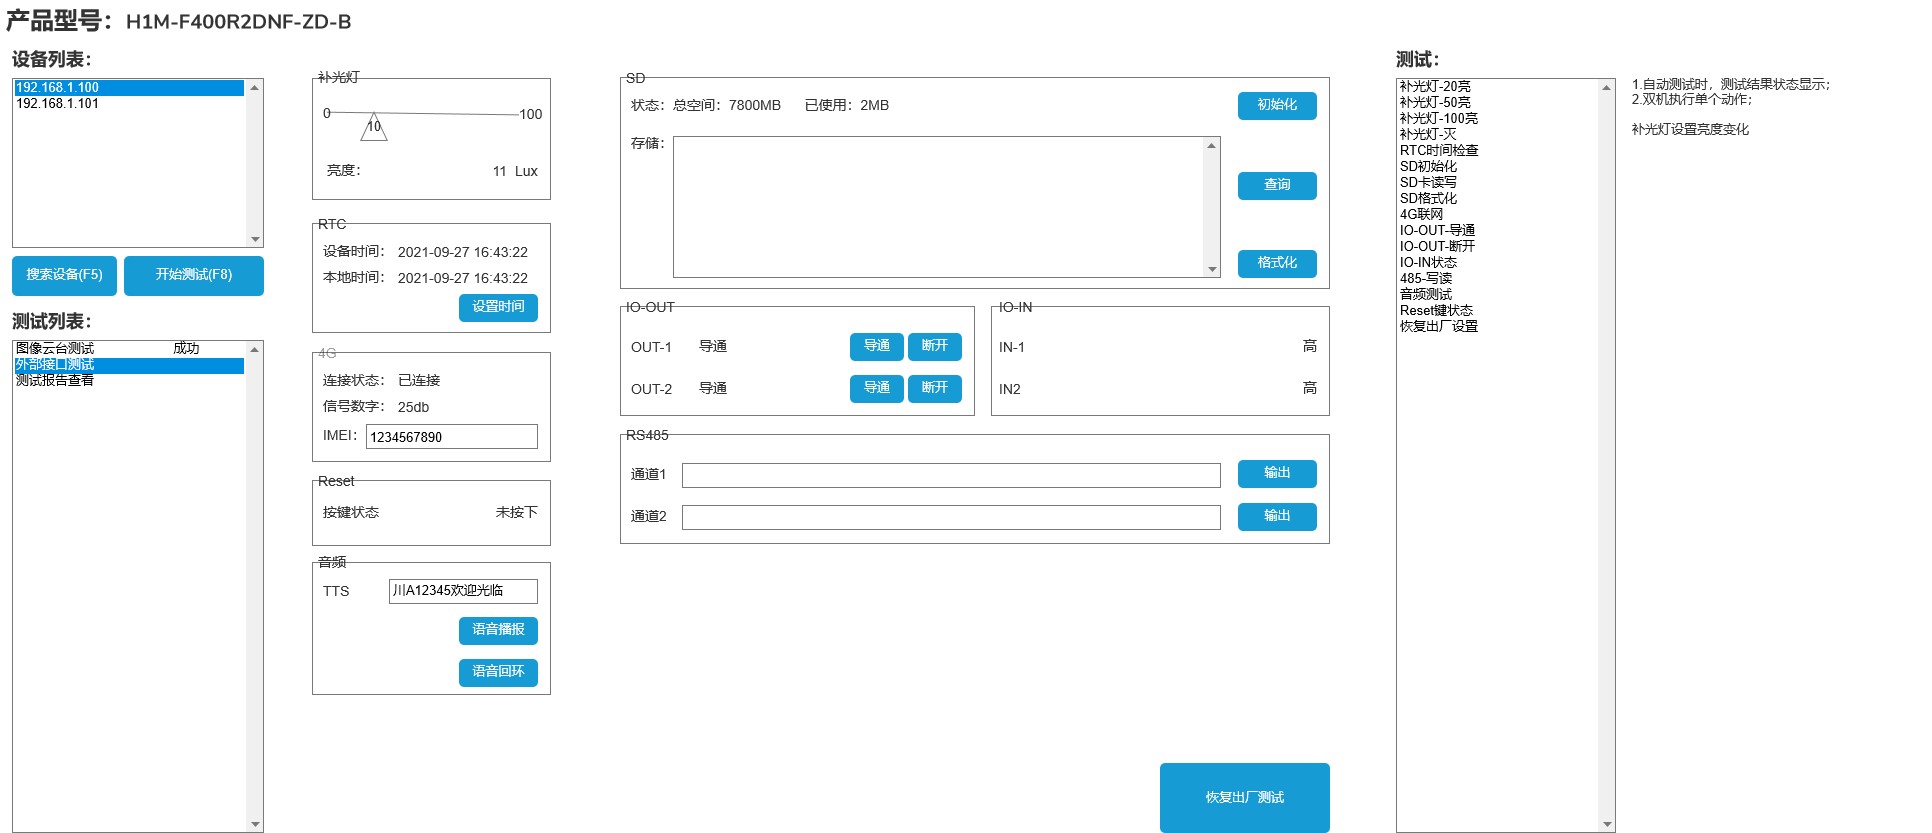 产品型号：H1M-F400R2DNF-ZD-B
设备列表：
192.168.1.100
192.168.1.101
搜索设备(F5)
开始测试(F8)
测试列表：
图像云台测试 成功
外部接口测试
测试报告查看
补光灯
0
10
100
亮度： 11 Lux
RTC
设备时间： 2021-09-27 16:43:22
本地时间： 2021-09-27 16:43:22
设置时间
4G
连接状态： 已连接
信号数字： 25db
IMEI： 1234567890
Reset
按键状态 未按下
音频
TTS 川A12345欢迎光临
语音播报
语音回环
SD
状态：总空间：7800MB 已使用：2MB
初始化
存储：
查询
格式化
IO-OUT
OUT-1 导通 导通 断开
OUT-2 导通 导通 断开
IO-IN
IN-1 高
IN2 高
RS485
通道1 输出
通道2 输出
恢复出厂测试
测试：
补光灯-20亮
补光灯-50亮
补光灯-100亮
补光灯-灭
RTC时间检查
SD初始化
SD卡读写
SD格式化
4G联网
IO-OUT-导通
IO-OUT-断开
IO-IN状态
485-写读
音频测试
Reset键状态
恢复出厂设置
1.自动测试时，测试结果状态显示；
2.双机执行单个动作；
补光灯设置亮度变化